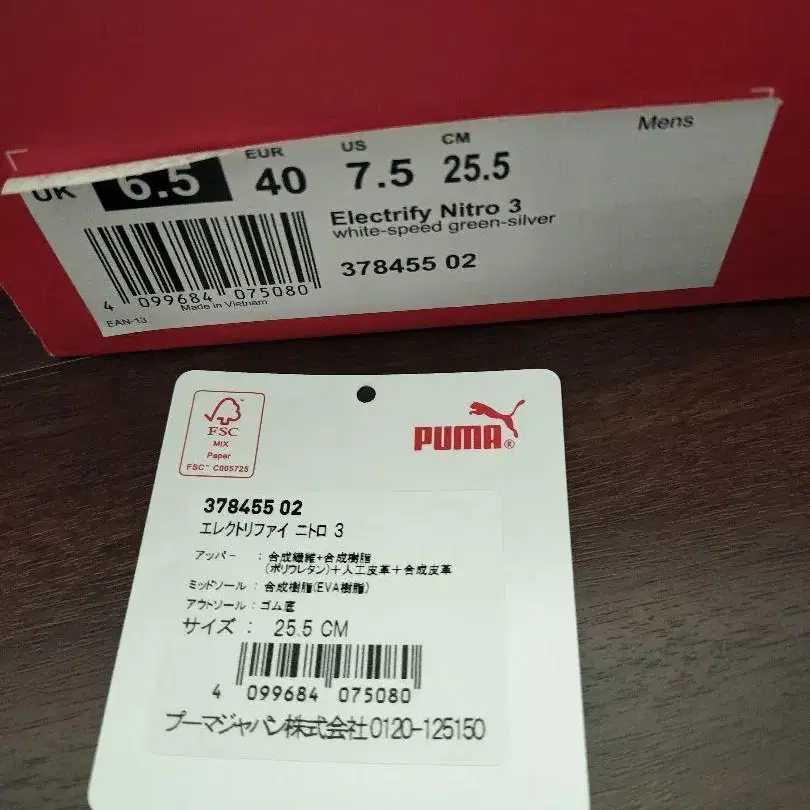 Mens
UK 6.5 EUR 40 US 7.5 CM 25.5
Electrify Nitro 3
white-speed green-silver
378455 02
4 099684 075080
Made in Vietnam
EAN-13
FSC
MIX
Paper
FSC™ C005725
PUMA®
378455 02
エレクトリファイ ニトロ 3
アッパー : 合成繊維+合成樹脂
(ポリウレタン)+人工皮革+合成皮革
ミッドソール : 合成樹脂(EVA樹脂)
アウトソール : ゴム底
サイズ : 25.5 CM
4 099684 075080
プーマジャパン株式会社0120-125150